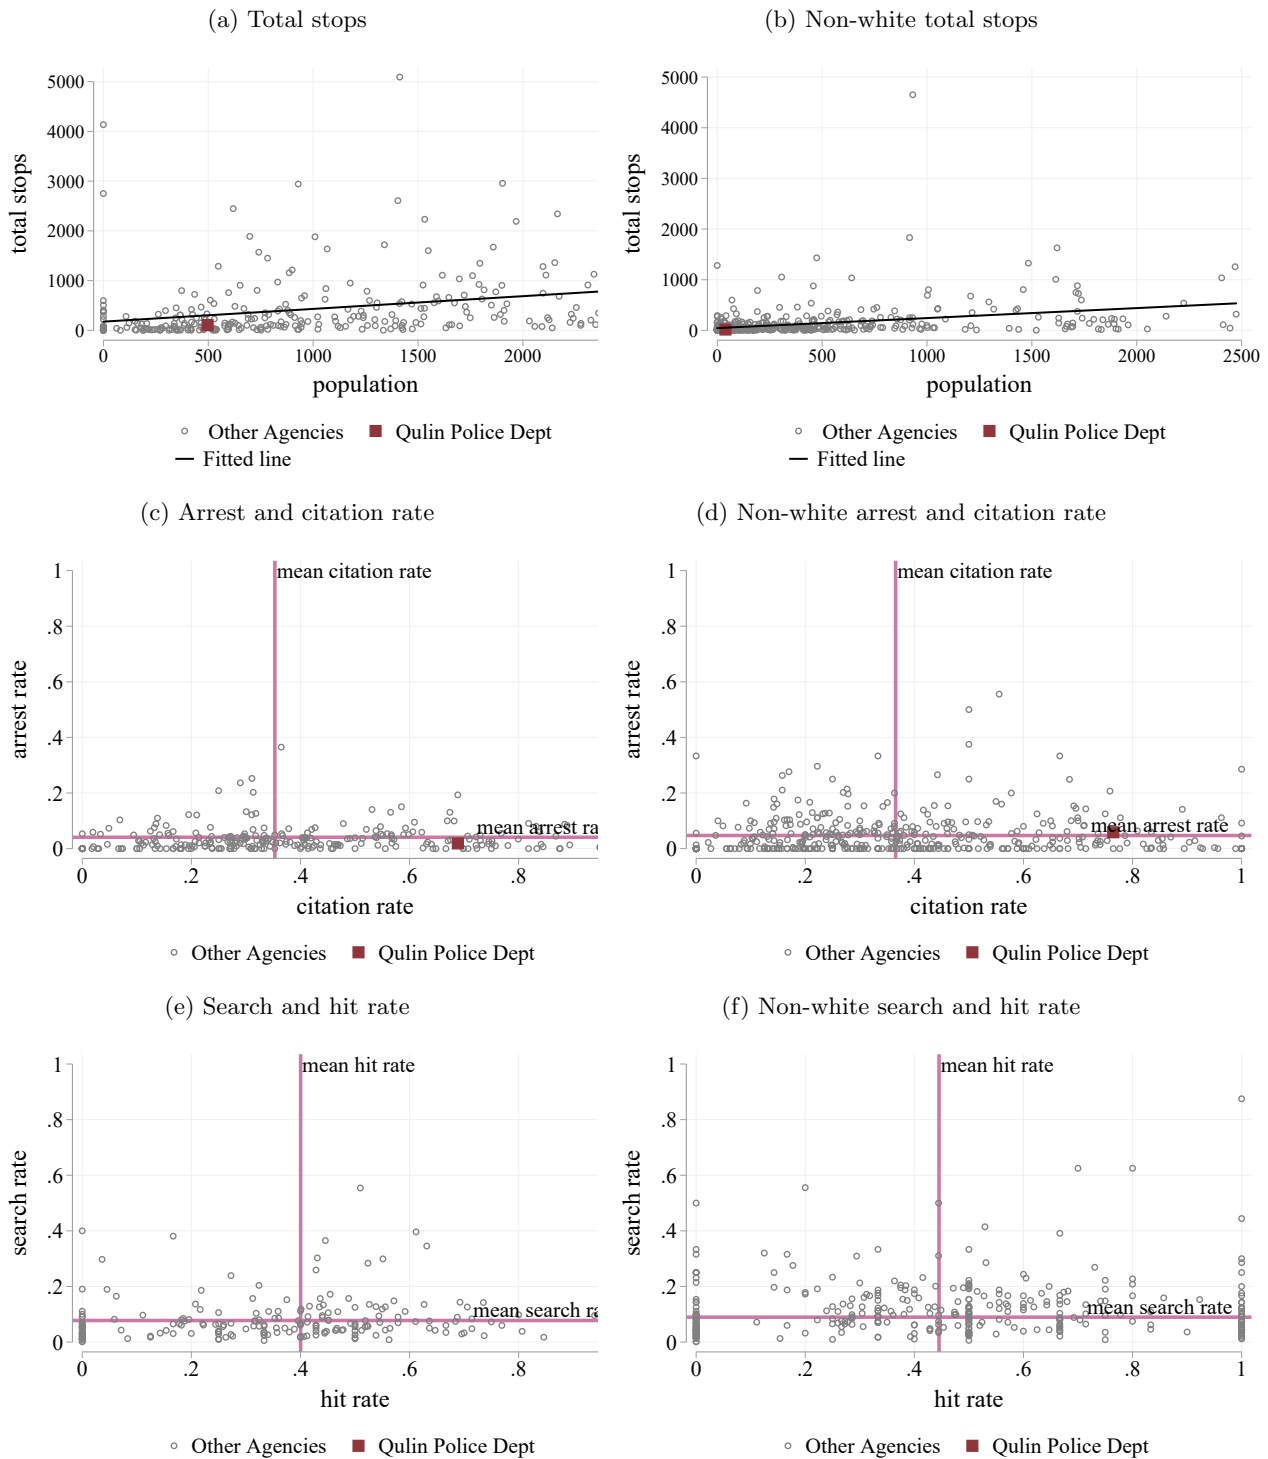 (a) Total stops
5000
4000
3000
2000
1000
0
total stops
0 500 1000 1500 2000
population
Other Agencies Qulin Police Dept
Fitted line
(b) Non-white total stops
5000
4000
3000
2000
1000
0
total stops
0 500 1000 1500 2000 2500
population
Other Agencies Qulin Police Dept
Fitted line
(c) Arrest and citation rate
1
.8
.6
.4
.2
0
arrest rate
mean citation rate
mean arrest ra
0 .2 .4 .6 .8
citation rate
Other Agencies Qulin Police Dept
(d) Non-white arrest and citation rate
1
.8
.6
.4
.2
0
arrest rate
mean citation rate
mean arrest rate
0 .2 .4 .6 .8 1
citation rate
Other Agencies Qulin Police Dept
(e) Search and hit rate
1
.8
.6
.4
.2
0
search rate
mean hit rate
mean search ra
0 .2 .4 .6 .8
hit rate
Other Agencies Qulin Police Dept
(f) Non-white search and hit rate
1
.8
.6
.4
.2
0
search rate
mean hit rate
mean search rate
0 .2 .4 .6 .8 1
hit rate
Other Agencies Qulin Police Dept